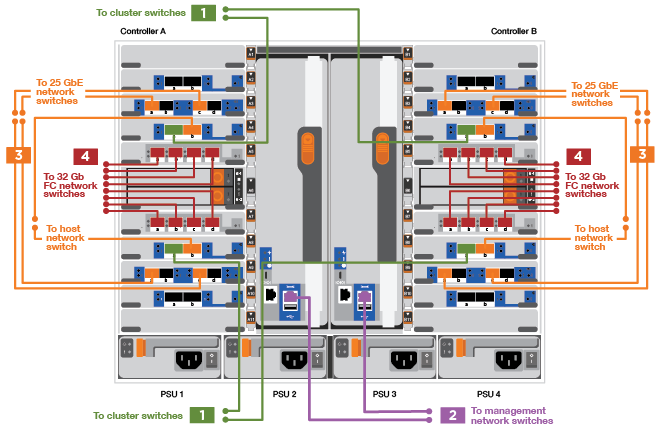 To cluster switches 1
Controller A
Controller B
To 25 GbE
network
switches
To 25 GbE
network
switches
a b
a b
a b c d
a b c d
b
b
3
4
4
3
a b c d
a b c d
To 32 Gb
FC network
switches
To 32 Gb
FC network
switches
a b c d
a b c d
To host
network
switch
To host
network
switch
b
b
a b c d
a b c d
a b
a b
PSU 1
PSU 2
PSU 3
PSU 4
To cluster switches 1
2 To management
network switches